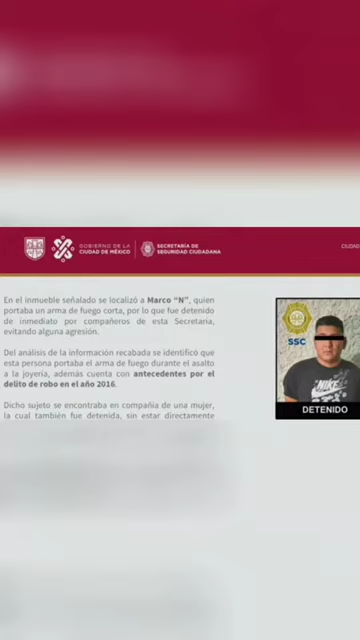 GOBIERNO DE LA
CIUDAD DE MÉXICO
SECRETARÍA DE
SEGURIDAD CIUDADANA
CIUDAD
En el inmueble señalado se localizó a Marco “N”, quien
portaba un arma de fuego corta, por lo que fue detenido
de inmediato por compañeros de esta Secretaría,
evitando alguna agresión.
Del análisis de la información recabada se identificó que
esta persona portaba el arma de fuego durante el asalto
a la joyería, además cuenta con antecedentes por el
delito de robo en el año 2016.
Dicho sujeto se encontraba en compañía de una mujer,
la cual también fue detenida, sin estar directamente
SSC
NIKE
DETENIDO